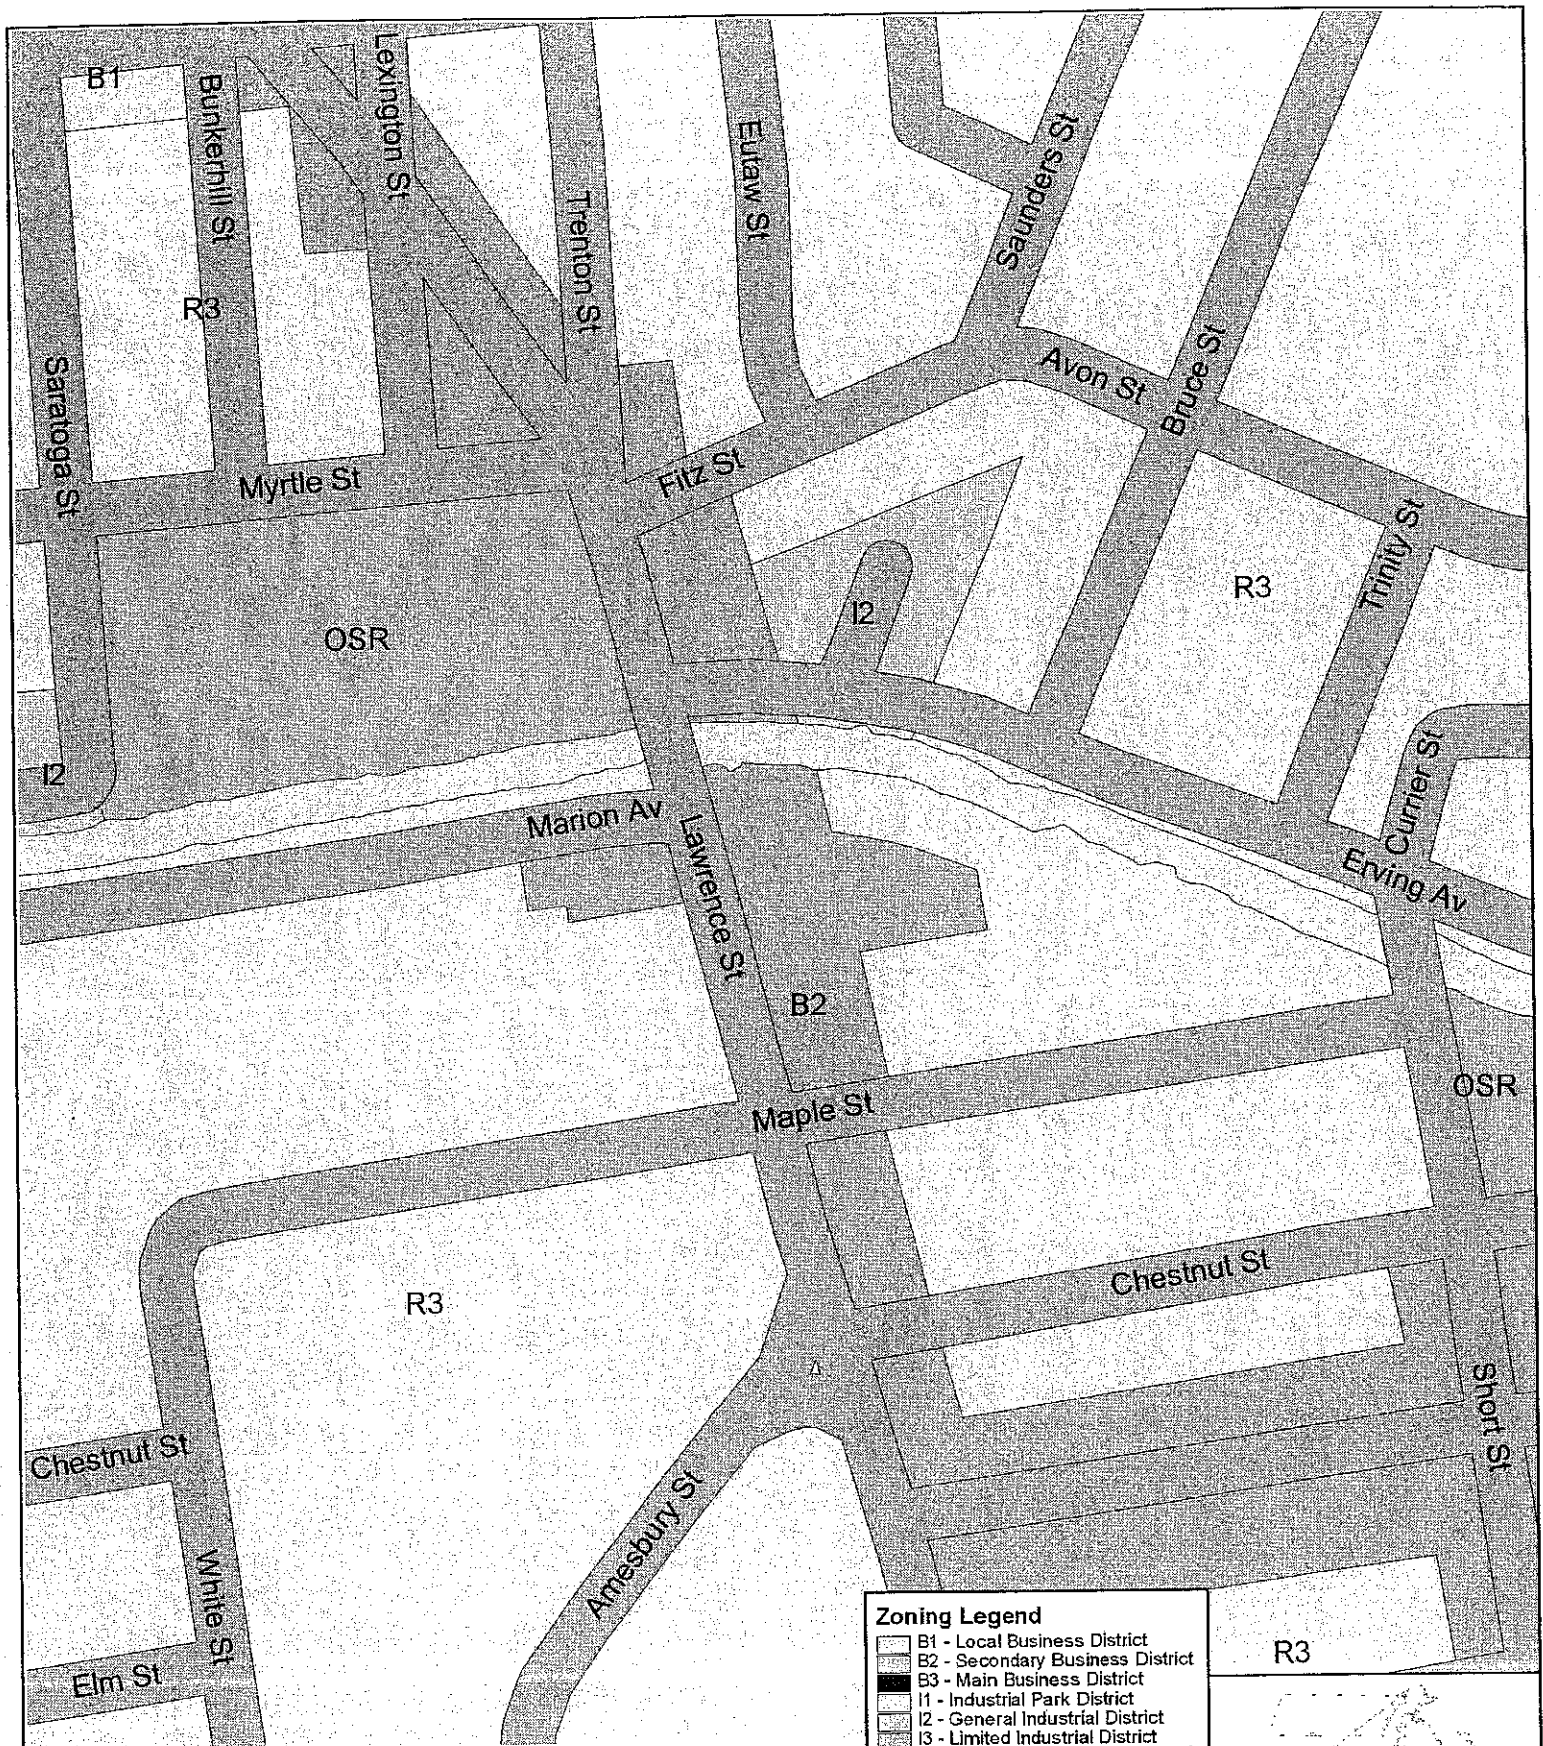 B1
Bunkerhill St
Lexington St
Eutaw St
Saunders St
Trenton St
R3
Saratoga St
Avon St
Bruce St
Myrtle St
Fitz St
Trinity St
R3
I2
OSR
I2
Currier St
Marion Av
Lawrence St
Erving Av
B2
OSR
Maple St
Chestnut St
R3
Short St
Chestnut St
Amesbury St
White St
Elm St
R3
Zoning Legend
B1 - Local Business District
B2 - Secondary Business District
B3 - Main Business District
I1 - Industrial Park District
I2 - General Industrial District
I3 - Limited Industrial District